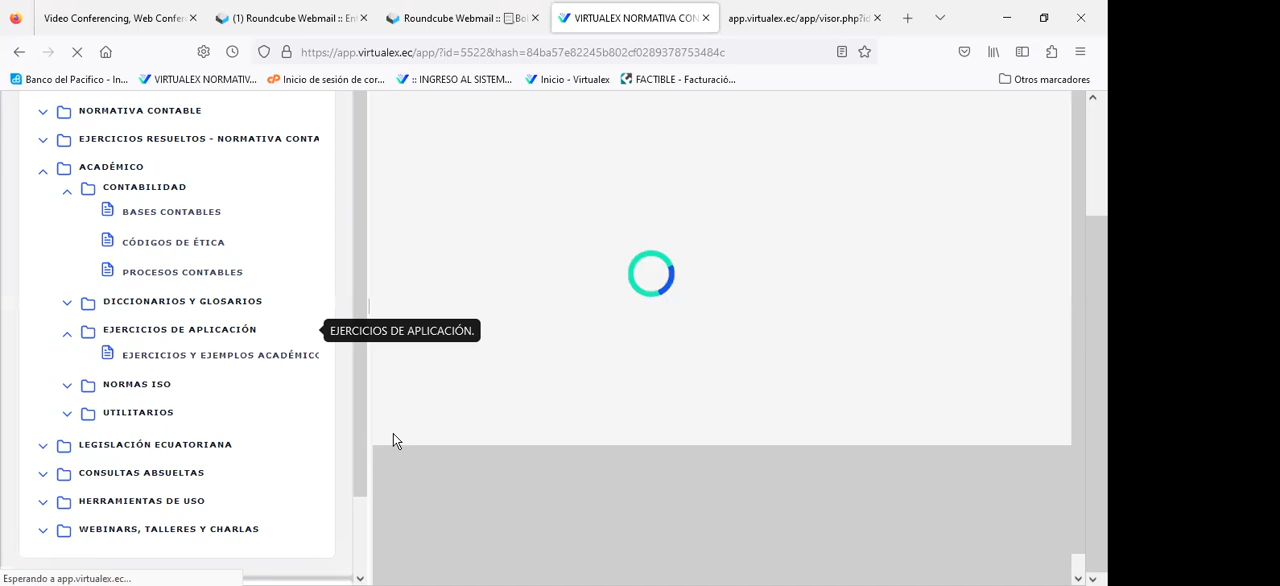 Video Conferencing, Web Confer
(1) Roundcube Webmail :: En
Roundcube Webmail :: Bo
VIRTUALEX NORMATIVA CON
app.virtualex.ec/app/visor.php?id
https://app.virtualex.ec/app/?id=5522&hash=84ba57e82245b802cf0289378753484c
Banco del Pacifico - In...
VIRTUALEX NORMATIV...
Inicio de sesión de cor...
:: INGRESO AL SISTEM...
Inicio - Virtualex
FACTIBLE - Facturació...
Otros marcadores
NORMATIVA CONTABLE
EJERCICIOS RESUELTOS - NORMATIVA CONTA
ACADÉMICO
CONTABILIDAD
BASES CONTABLES
CÓDIGOS DE ÉTICA
PROCESOS CONTABLES
DICCIONARIOS Y GLOSARIOS
EJERCICIOS DE APLICACIÓN
EJERCICIOS DE APLICACIÓN.
EJERCICIOS Y EJEMPLOS ACADÉMICO
NORMAS ISO
UTILITARIOS
LEGISLACIÓN ECUATORIANA
CONSULTAS ABSUELTAS
HERRAMIENTAS DE USO
WEBINARS, TALLERES Y CHARLAS
Esperando a app.virtualex.ec...